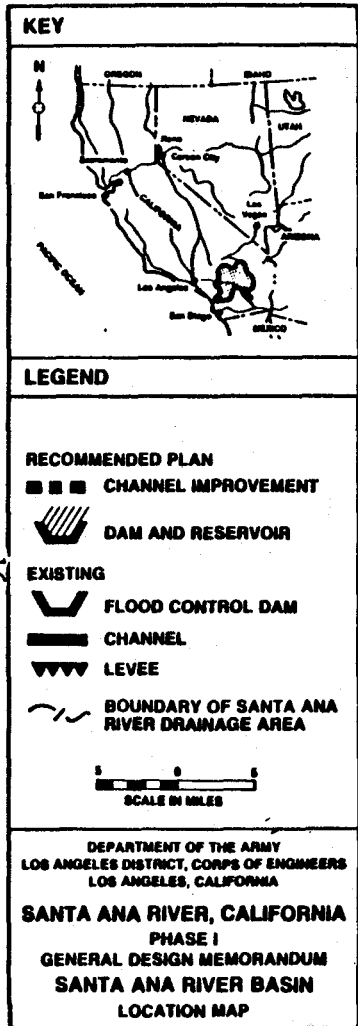 KEY
N
OREGON
IDAHO
NEVADA
UTAH
Reno
Carson City
Sacramento
San Francisco
CALIFORNIA
Las
Vegas
ARIZONA
PACIFIC OCEAN
Los Angeles
San Diego
MEXICO
LEGEND
RECOMMENDED PLAN
CHANNEL IMPROVEMENT
DAM AND RESERVOIR
EXISTING
FLOOD CONTROL DAM
CHANNEL
LEVEE
BOUNDARY OF SANTA ANA
RIVER DRAINAGE AREA
5 0 5
SCALE IN MILES
DEPARTMENT OF THE ARMY
LOS ANGELES DISTRICT, CORPS OF ENGINEERS
LOS ANGELES, CALIFORNIA
SANTA ANA RIVER, CALIFORNIA
PHASE I
GENERAL DESIGN MEMORANDUM
SANTA ANA RIVER BASIN
LOCATION MAP